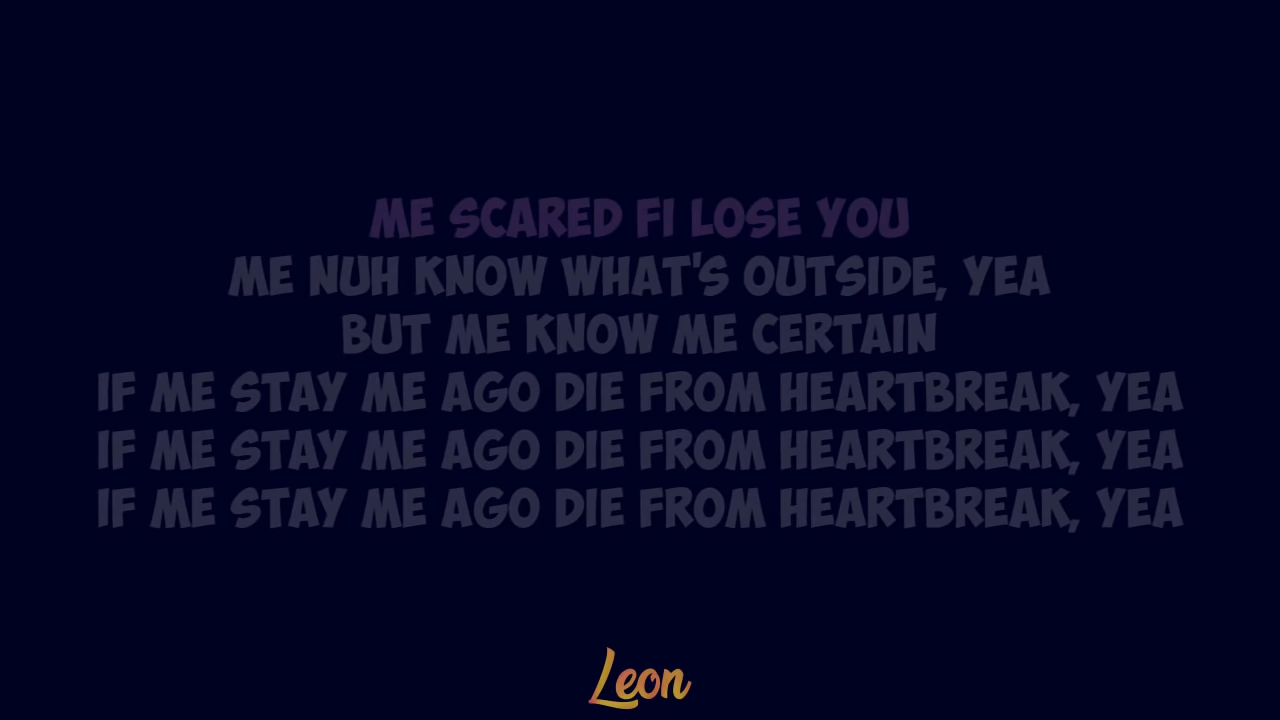 ME SCARED FI LOSE YOU
ME NUH KNOW WHAT'S OUTSIDE, YEA
BUT ME KNOW ME CERTAIN
IF ME STAY ME AGO DIE FROM HEARTBREAK, YEA
IF ME STAY ME AGO DIE FROM HEARTBREAK, YEA
IF ME STAY ME AGO DIE FROM HEARTBREAK, YEA
Leon